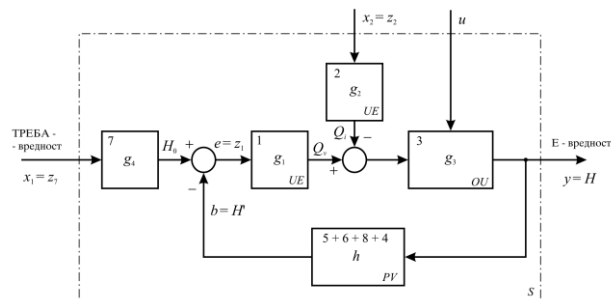 x₂ = z₂
u
2
g₂
UE
ТРЕБА -
- вредност
x₁ = z₇
7
g₄
H₀
+
−
e = z₁
1
g₁
UE
Qᵤ
+
Qᵢ
−
3
g₃
OU
E - вредност
y = H
b = H'
5 + 6 + 8 + 4
h
PV
S